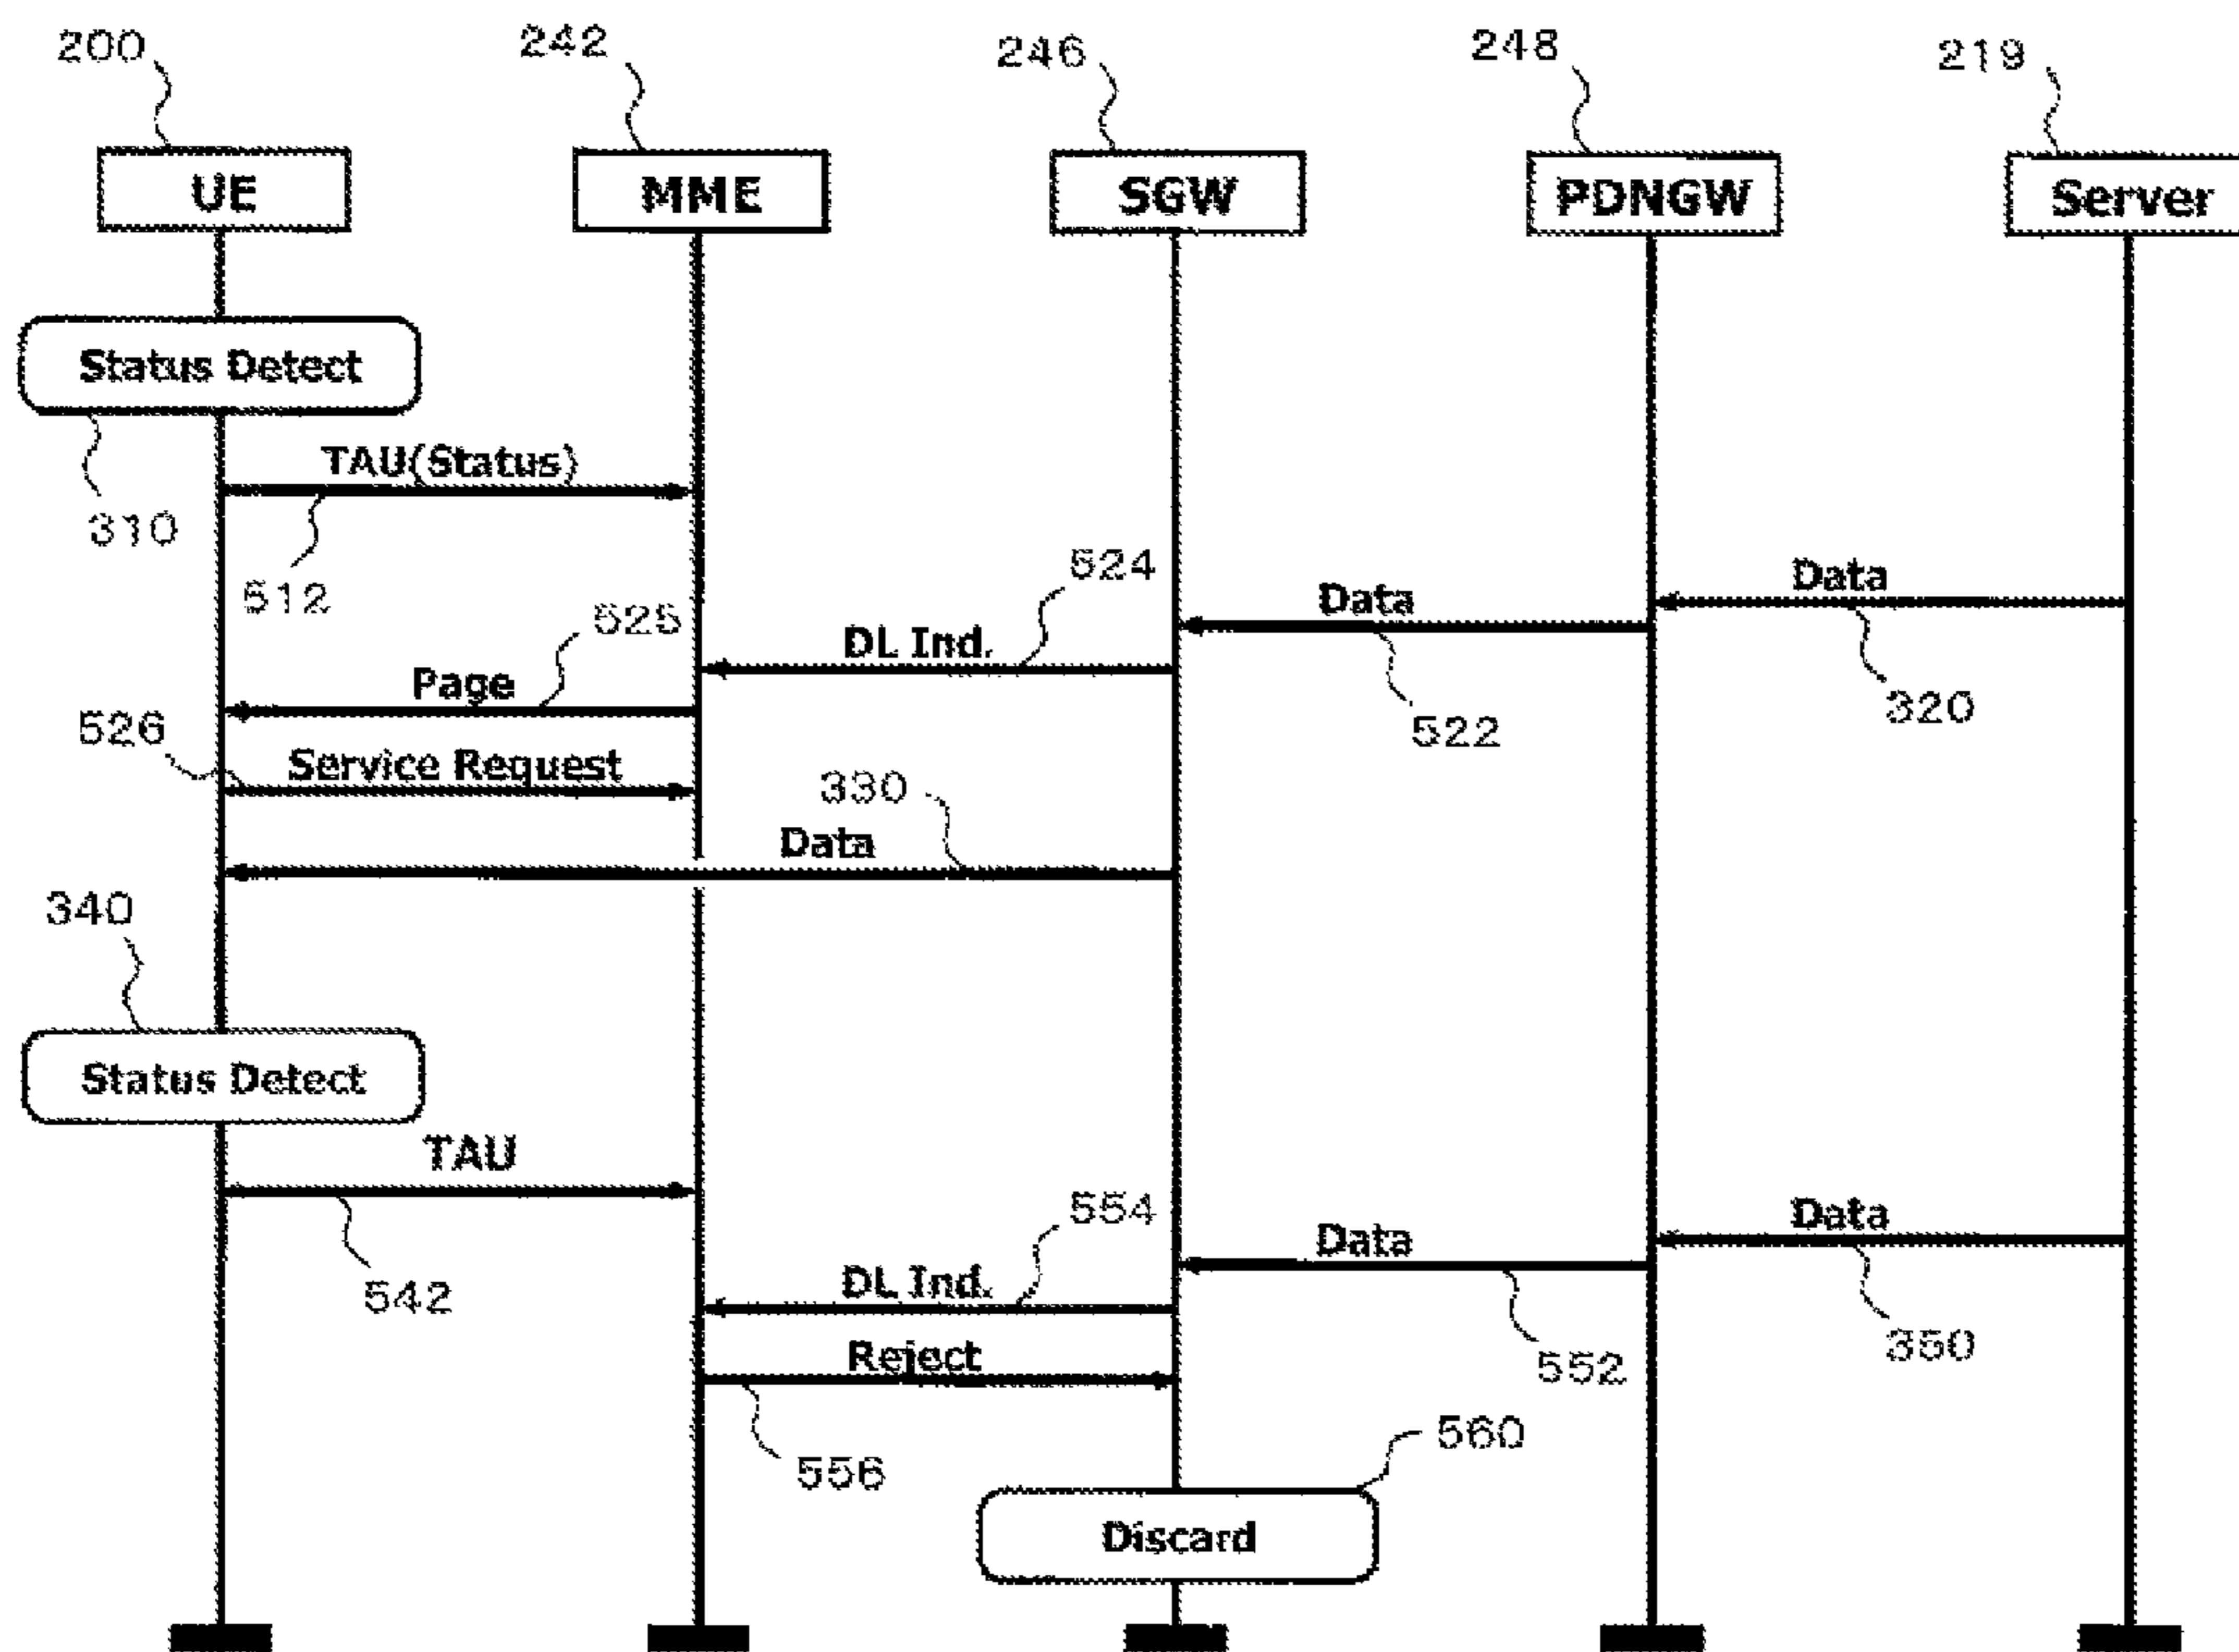 200
242
246
248
219
UE
MME
SGW
PDNGW
Server
Status Detect
310
TAU(Status)
512
Data
320
Data
522
524
DL Ind.
525
Page
526
Service Request
330
Data
340
Status Detect
TAU
542
Data
350
Data
552
554
DL Ind.
Reject
556
560
Discard